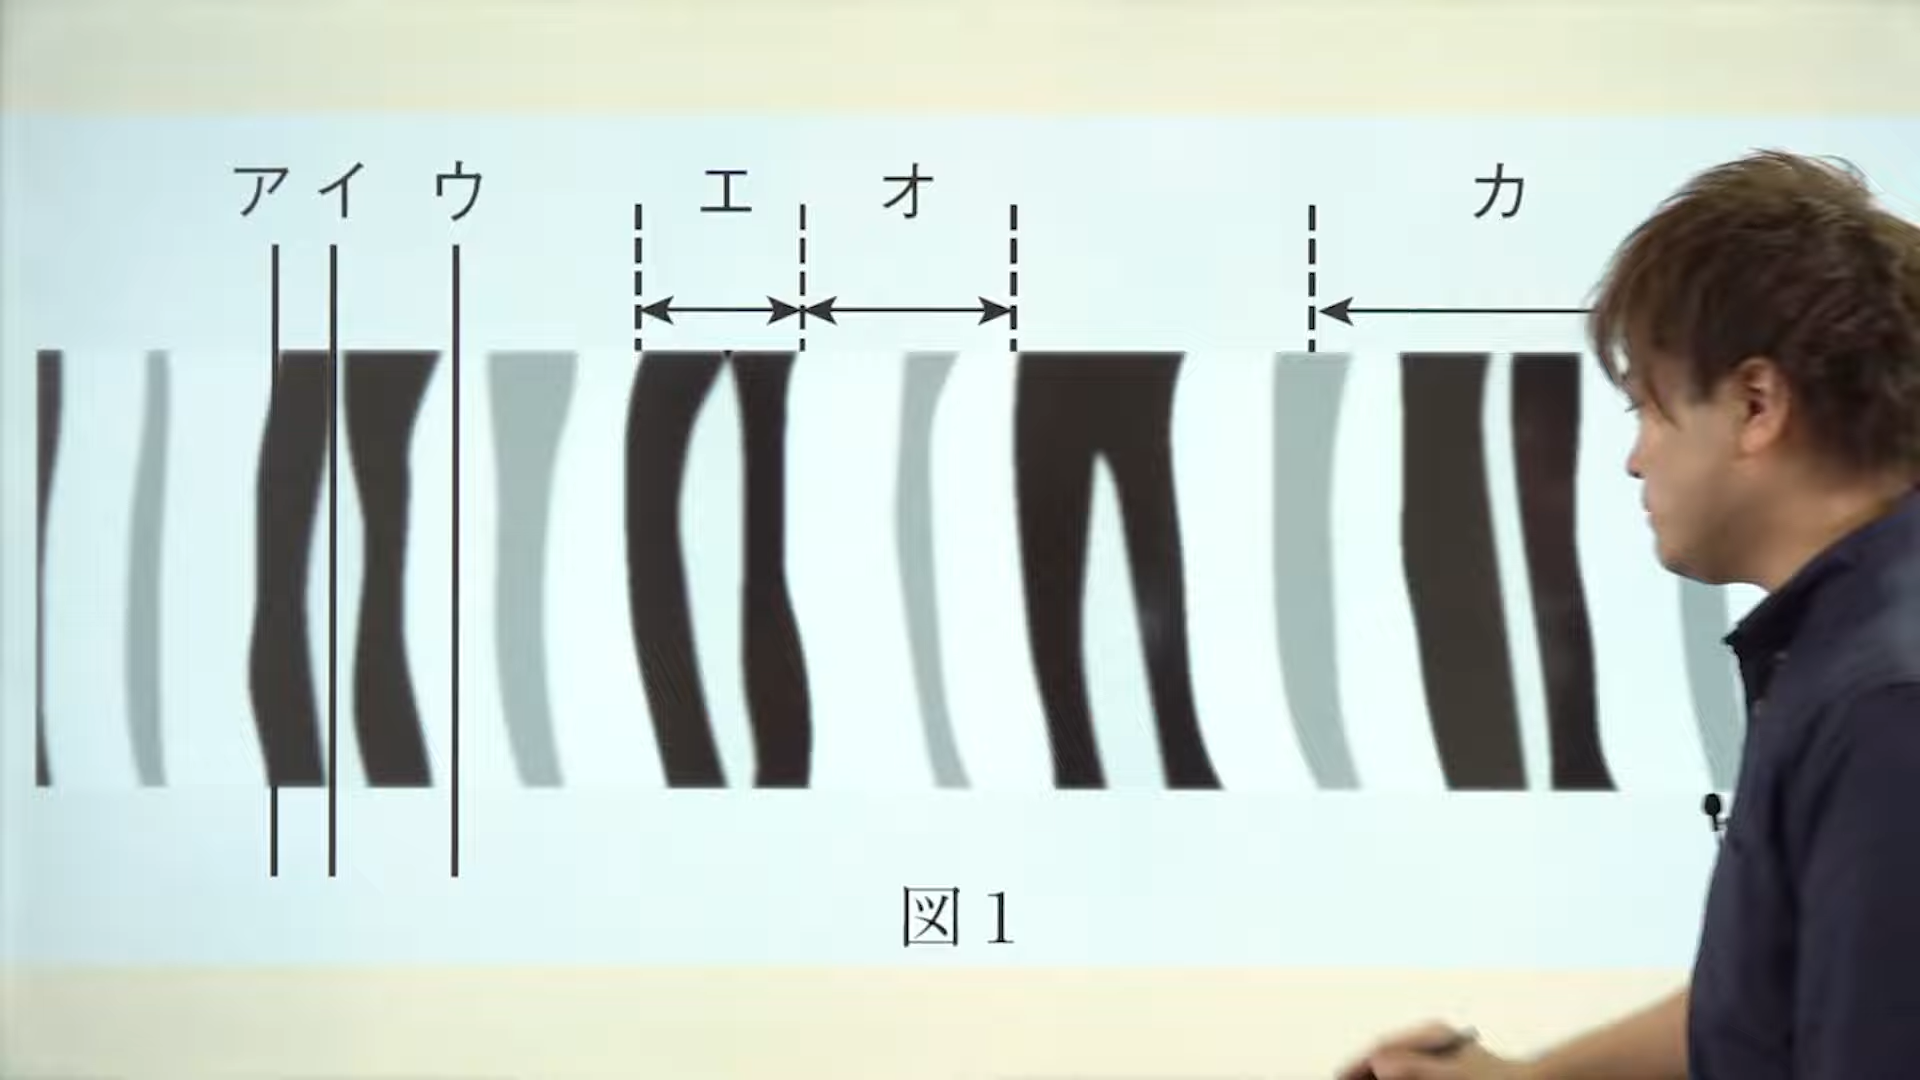 ア イ ウ エ オ カ
図1